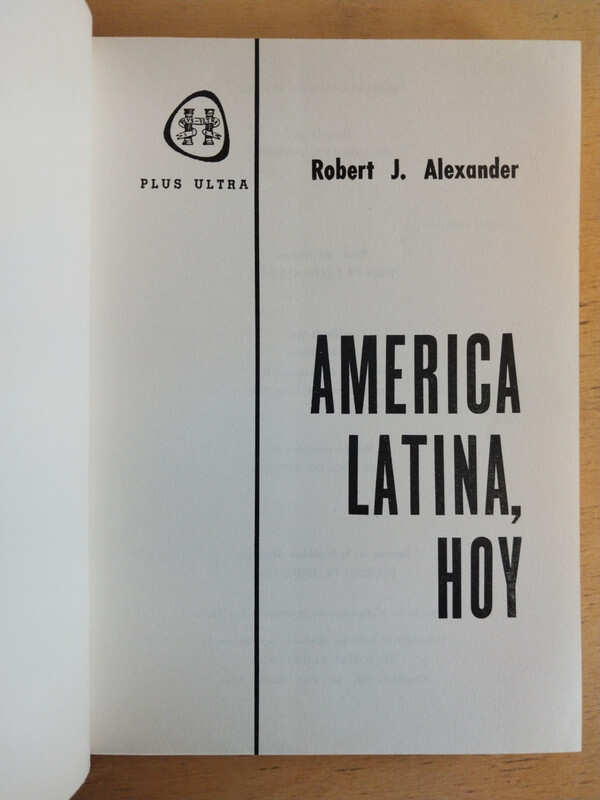 PLUS ULTRA
Robert J. Alexander
AMERICA
LATINA,
HOY